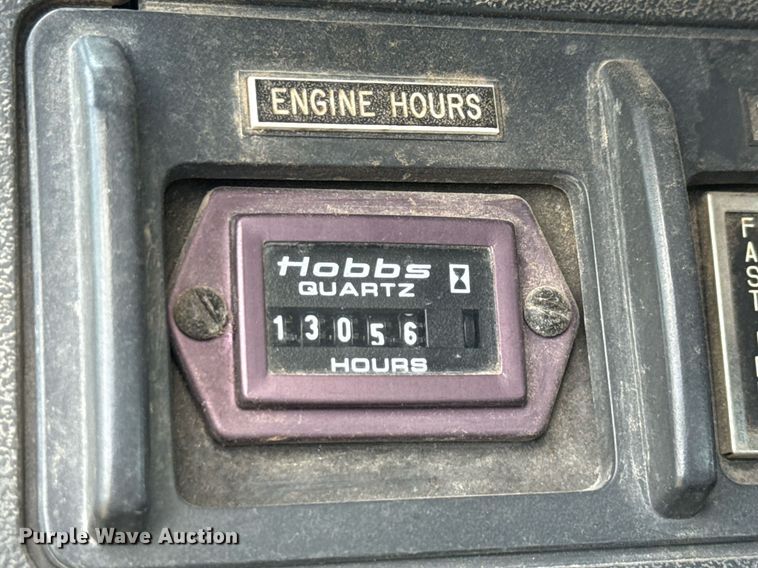 ENGINE HOURS
Hobbs
QUARTZ
13056
HOURS
F
A
S
T
Purple Wave Auction